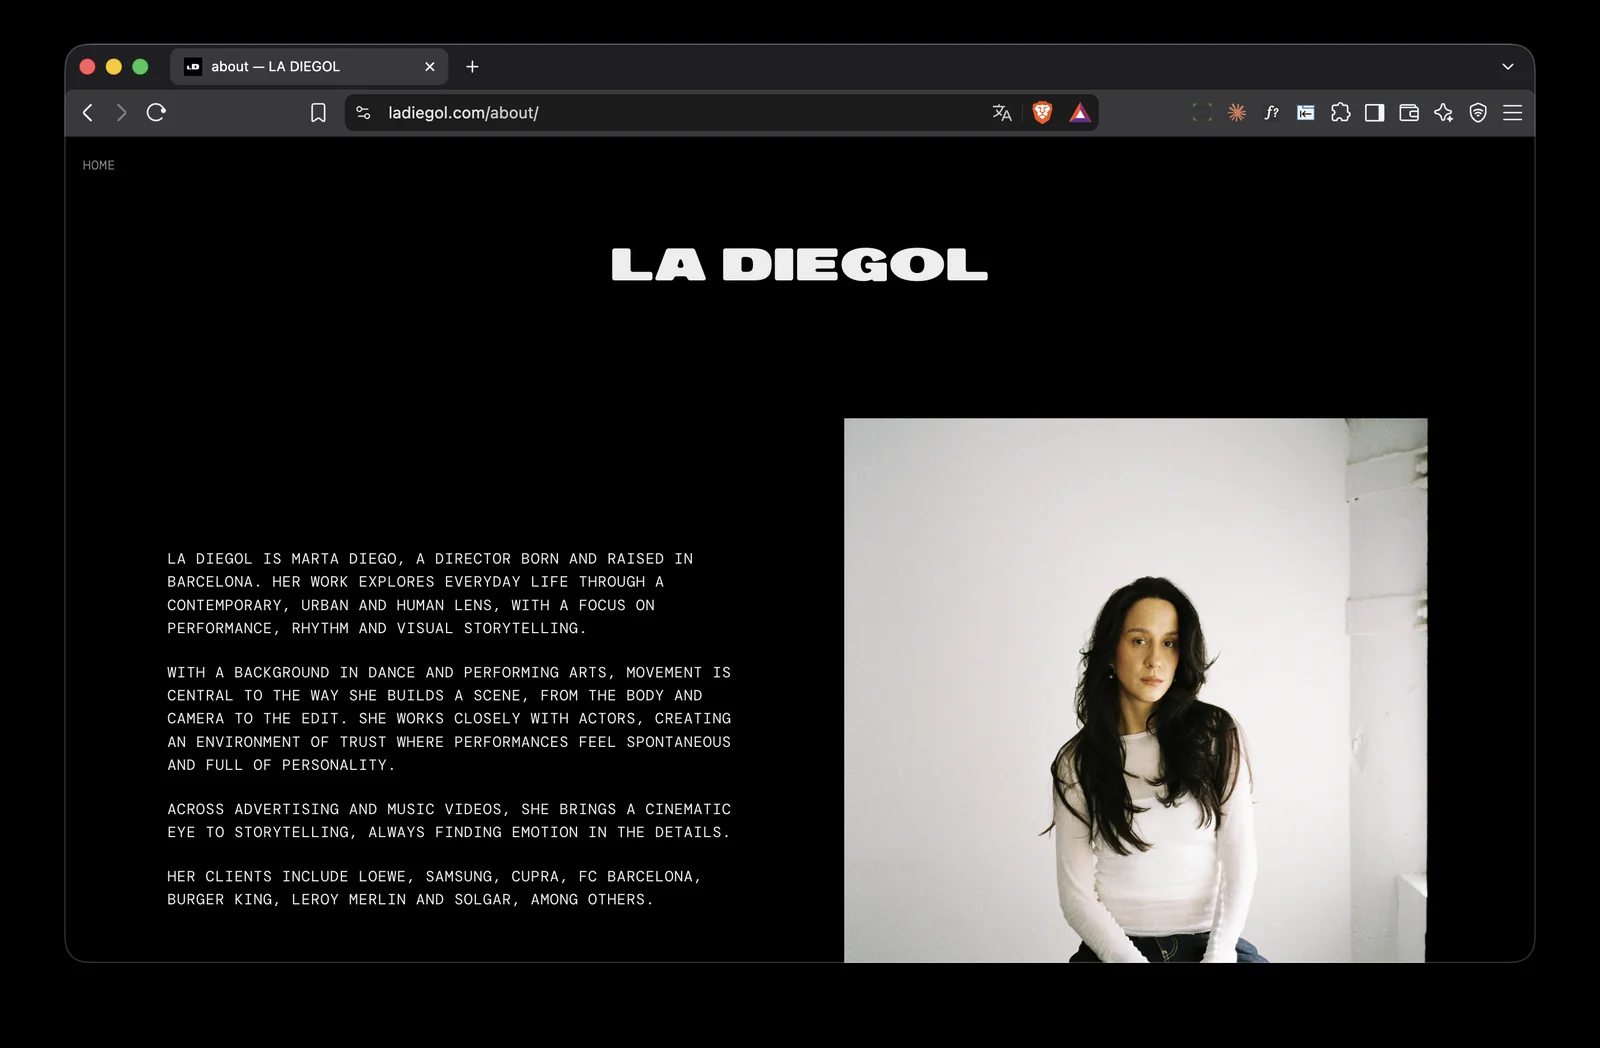 about — LA DIEGOL
ladiegol.com/about/
f?
HOME
LA DIEGOL
LA DIEGOL IS MARTA DIEGO, A DIRECTOR BORN AND RAISED IN
BARCELONA. HER WORK EXPLORES EVERYDAY LIFE THROUGH A
CONTEMPORARY, URBAN AND HUMAN LENS, WITH A FOCUS ON
PERFORMANCE, RHYTHM AND VISUAL STORYTELLING.
WITH A BACKGROUND IN DANCE AND PERFORMING ARTS, MOVEMENT IS
CENTRAL TO THE WAY SHE BUILDS A SCENE, FROM THE BODY AND
CAMERA TO THE EDIT. SHE WORKS CLOSELY WITH ACTORS, CREATING
AN ENVIRONMENT OF TRUST WHERE PERFORMANCES FEEL SPONTANEOUS
AND FULL OF PERSONALITY.
ACROSS ADVERTISING AND MUSIC VIDEOS, SHE BRINGS A CINEMATIC
EYE TO STORYTELLING, ALWAYS FINDING EMOTION IN THE DETAILS.
HER CLIENTS INCLUDE LOEWE, SAMSUNG, CUPRA, FC BARCELONA,
BURGER KING, LEROY MERLIN AND SOLGAR, AMONG OTHERS.